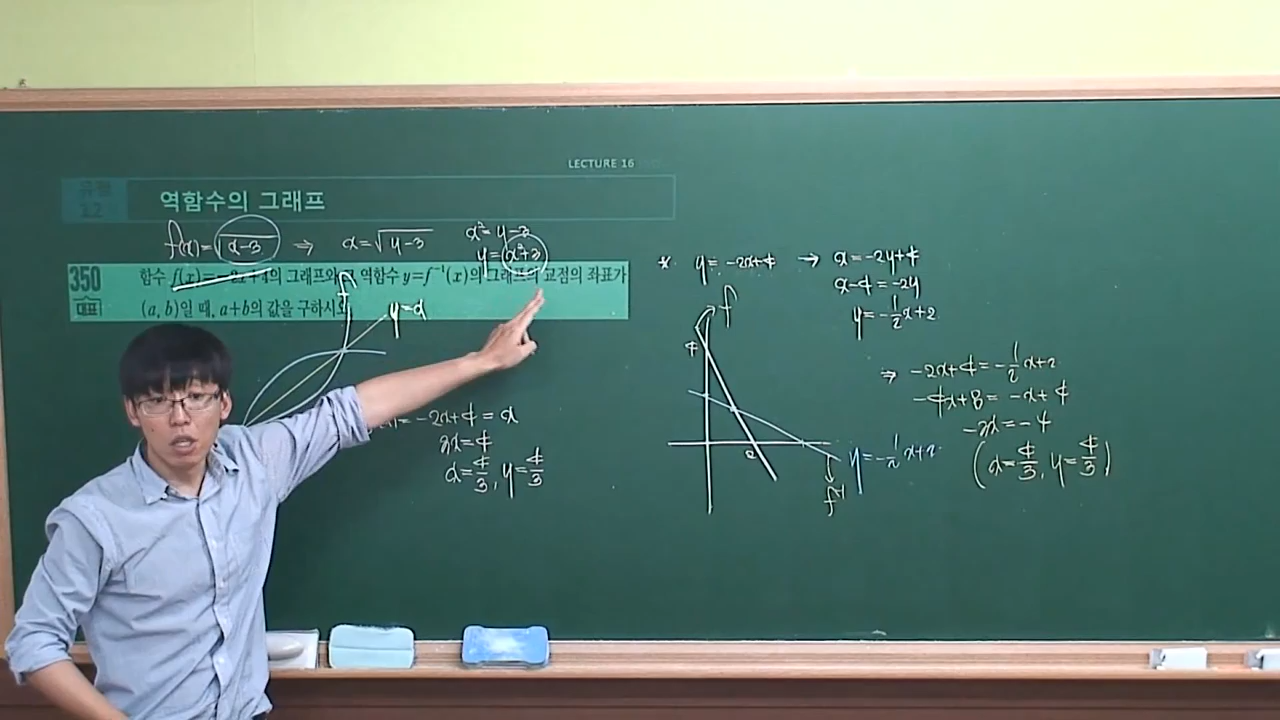 LECTURE 16
유형
12
역함수의 그래프
f(x)=√x-3 ⇒ x=√y-3
x²=y-3
y=x²+3
350
대표
함수 f(x)=-2x+4의 그래프와 그 역함수 y=f⁻¹(x)의 그래프의 교점의 좌표가
(a, b)일 때, a+b의 값을 구하시오
f
y=x
=-2x+4=x
3x=4
x=4/3, y=4/3
* y=-2x+4 → x=-2y+4
x-4=-2y
y=-1/2x+2
f
4
2
y=-1/2x+2
f⁻¹
⇒ -2x+4=-1/2x+2
-4x+8=-x+4
-3x=-4
(x=4/3, y=4/3)